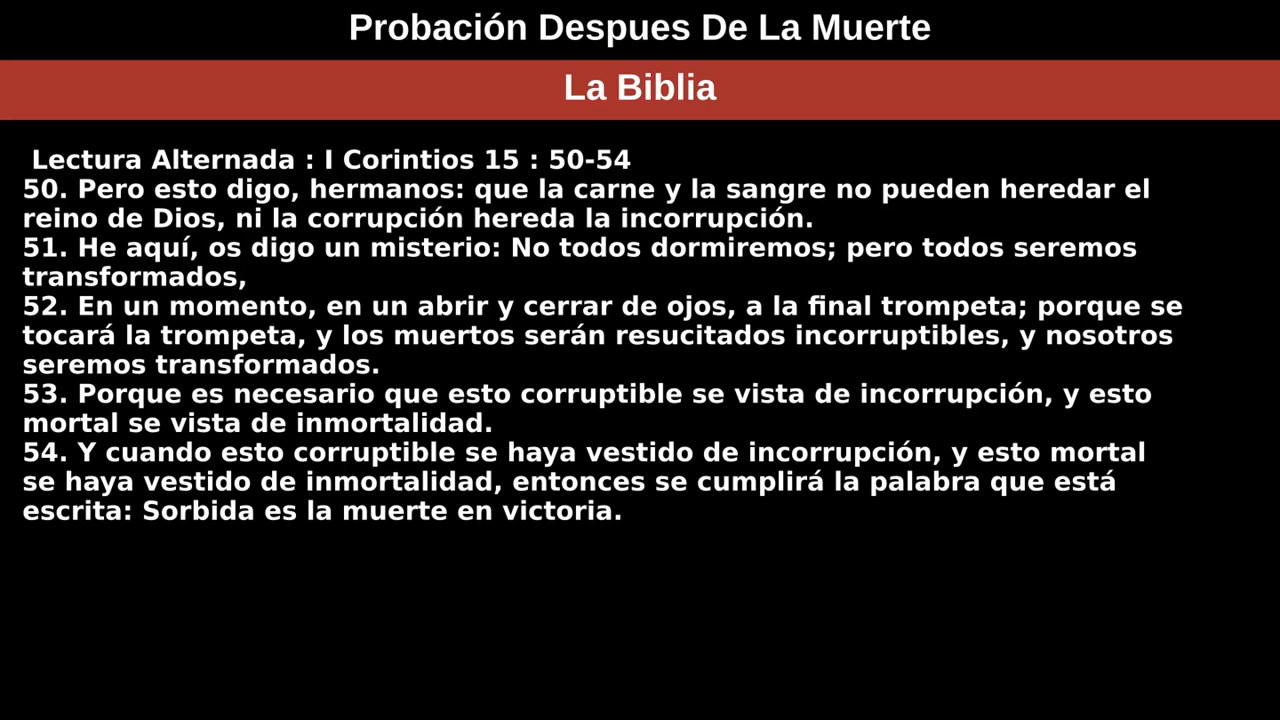 Probación Despues De La Muerte
La Biblia
Lectura Alternada : I Corintios 15 : 50-54
50. Pero esto digo, hermanos: que la carne y la sangre no pueden heredar el
reino de Dios, ni la corrupción hereda la incorrupción.
51. He aquí, os digo un misterio: No todos dormiremos; pero todos seremos
transformados,
52. En un momento, en un abrir y cerrar de ojos, a la final trompeta; porque se
tocará la trompeta, y los muertos serán resucitados incorruptibles, y nosotros
seremos transformados.
53. Porque es necesario que esto corruptible se vista de incorrupción, y esto
mortal se vista de inmortalidad.
54. Y cuando esto corruptible se haya vestido de incorrupción, y esto mortal
se haya vestido de inmortalidad, entonces se cumplirá la palabra que está
escrita: Sorbida es la muerte en victoria.